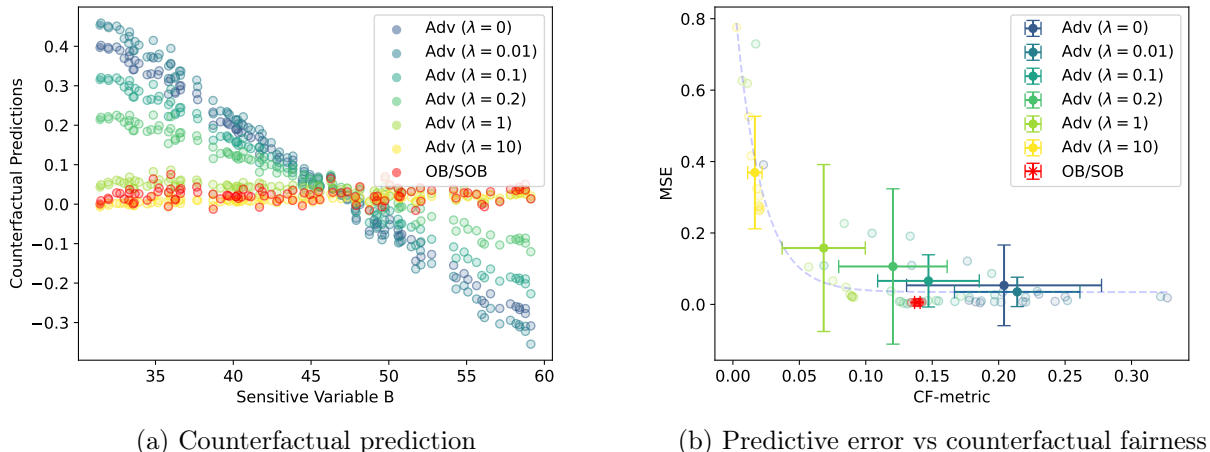 Counterfactual Predictions
0.4
0.3
0.2
0.1
0.0
−0.1
−0.2
−0.3
35 40 45 50 55 60
Sensitive Variable B
Adv (λ = 0)
Adv (λ = 0.01)
Adv (λ = 0.1)
Adv (λ = 0.2)
Adv (λ = 1)
Adv (λ = 10)
OB/SOB
(a) Counterfactual prediction
MSE
0.8
0.6
0.4
0.2
0.0
0.00 0.05 0.10 0.15 0.20 0.25 0.30
CF-metric
Adv (λ = 0)
Adv (λ = 0.01)
Adv (λ = 0.1)
Adv (λ = 0.2)
Adv (λ = 1)
Adv (λ = 10)
OB/SOB
(b) Predictive error vs counterfactual fairness